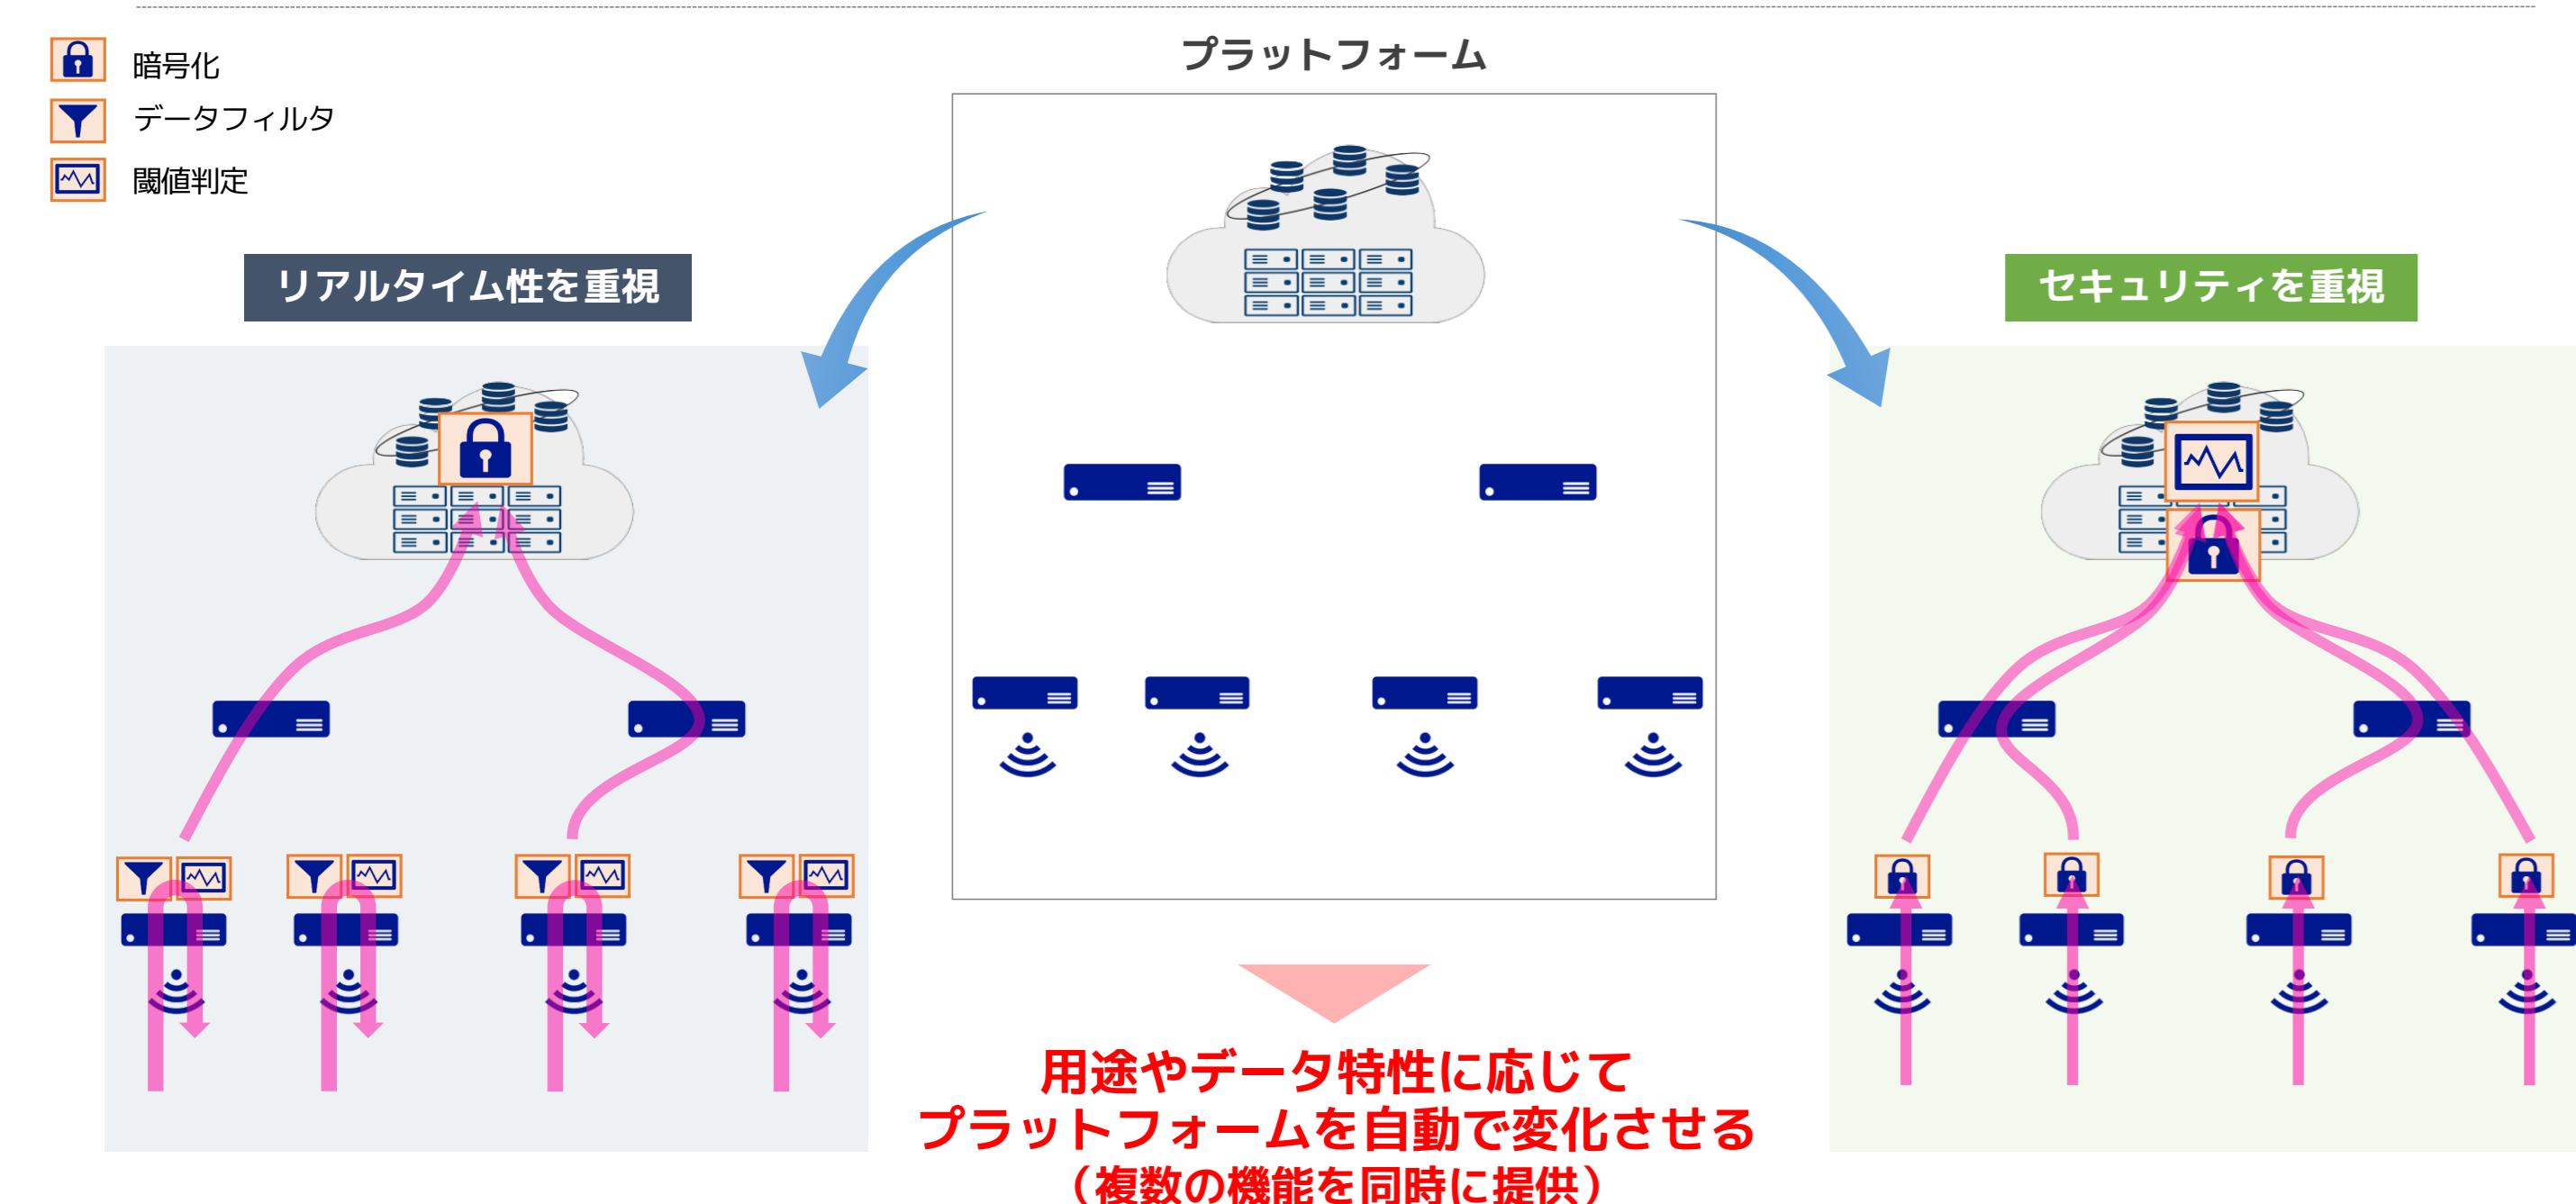 暗号化
データフィルタ
閾値判定
プラットフォーム
リアルタイム性を重視
セキュリティを重視
用途やデータ特性に応じて
プラットフォームを自動で変化させる
（複数の機能を同時に提供）